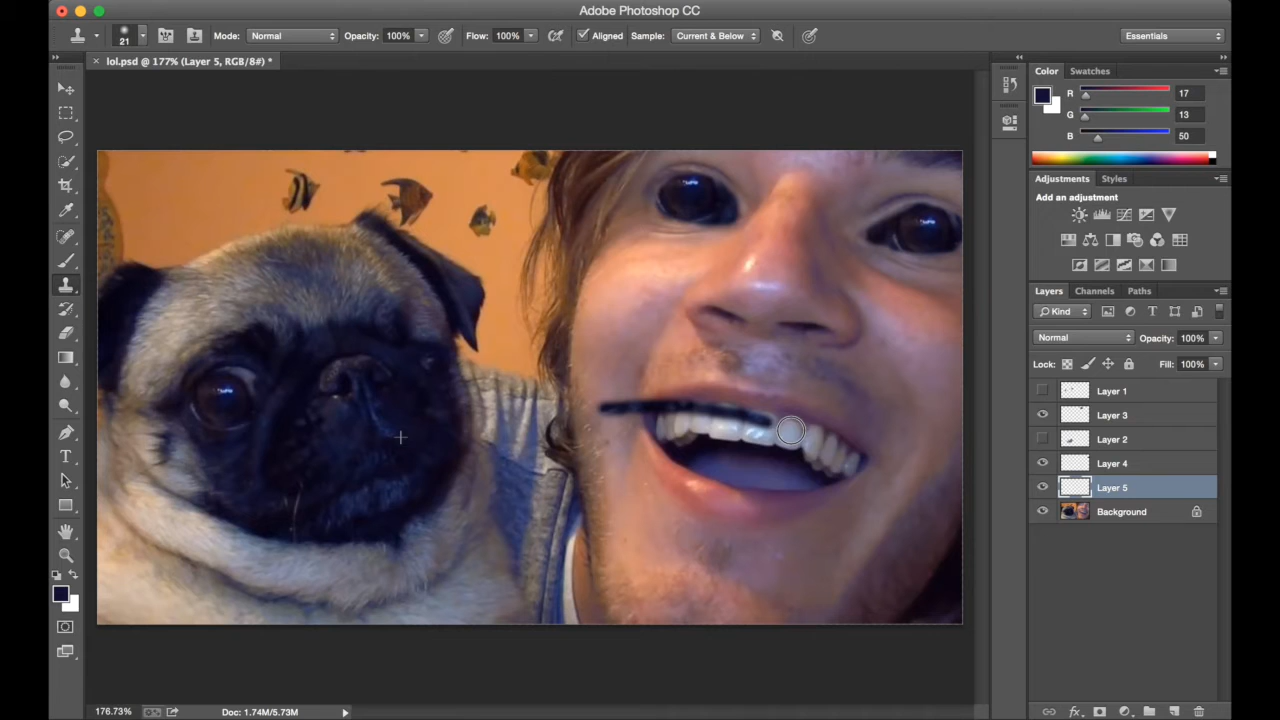 Adobe Photoshop CC
21 Mode: Normal Opacity: 100% Flow: 100% Aligned Sample: Current & Below Essentials
lol.psd @ 177% (Layer 5, RGB/8#) *
Color Swatches
R 17
G 13
B 50
Adjustments Styles
Add an adjustment
Layers Channels Paths
Kind
Normal Opacity: 100%
Lock: Fill: 100%
Layer 1
Layer 3
Layer 2
Layer 4
Layer 5
Background
176.73% Doc: 1.74M/5.73M